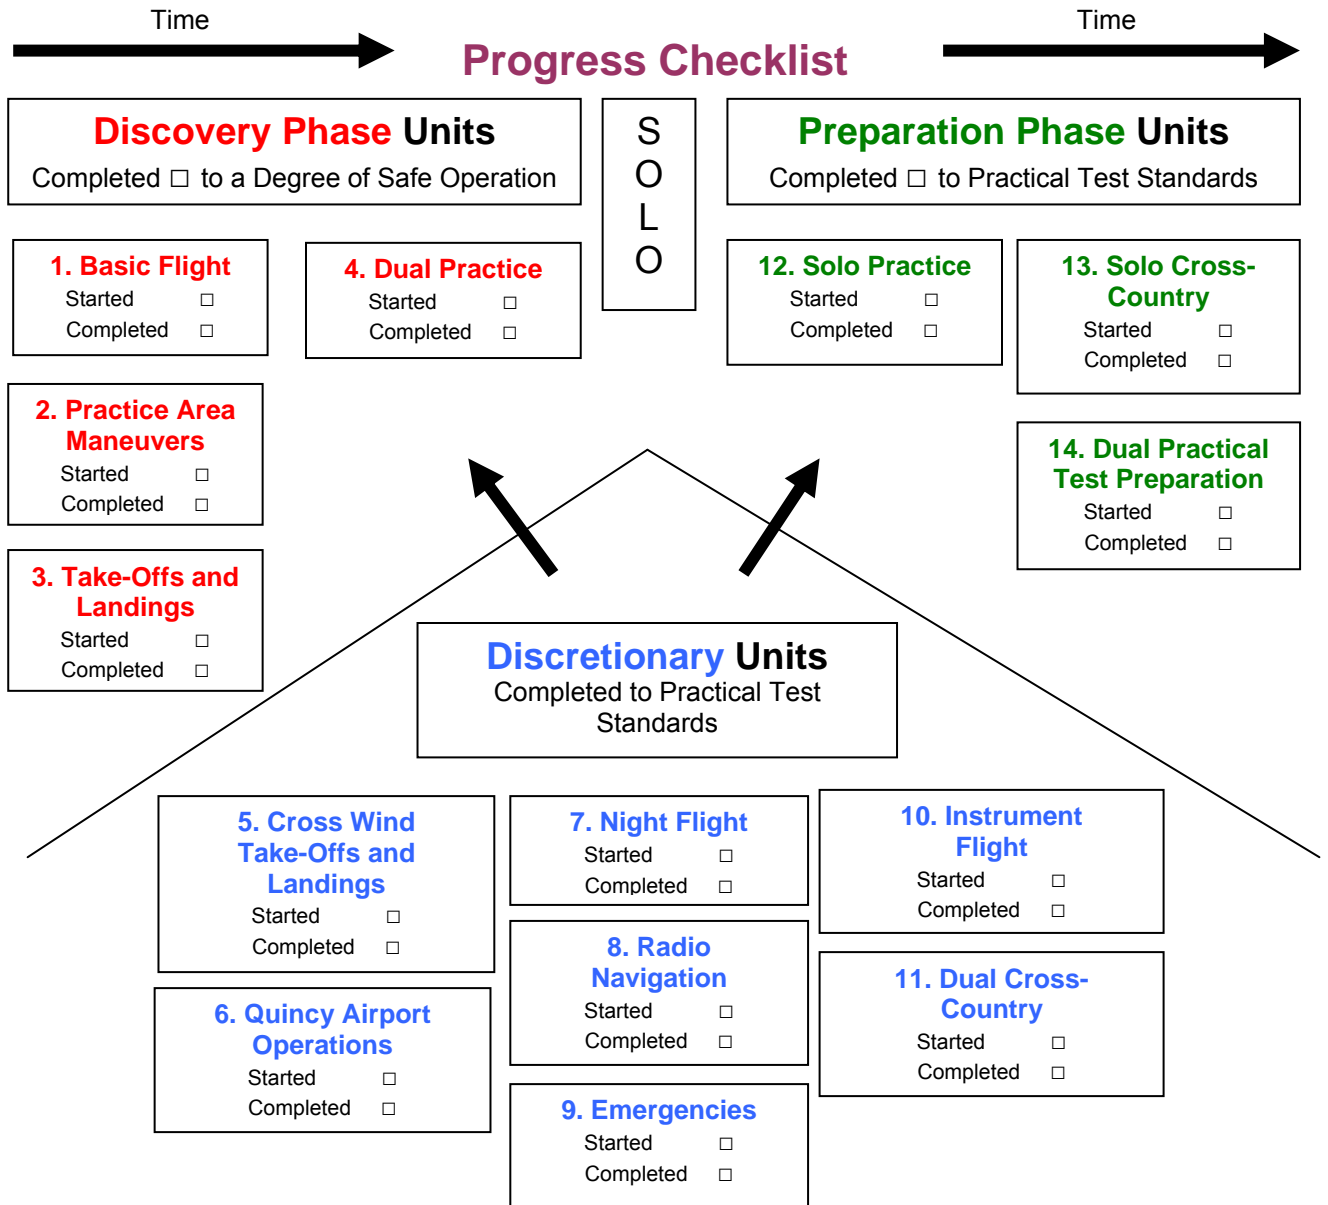 Time
Time
Progress Checklist
Discovery Phase Units
Completed □ to a Degree of Safe Operation
S
O
L
O
Preparation Phase Units
Completed □ to Practical Test Standards
1. Basic Flight
Started □
Completed □
4. Dual Practice
Started □
Completed □
12. Solo Practice
Started □
Completed □
13. Solo Cross-
Country
Started □
Completed □
2. Practice Area
Maneuvers
Started □
Completed □
14. Dual Practical
Test Preparation
Started □
Completed □
3. Take-Offs and
Landings
Started □
Completed □
Discretionary Units
Completed to Practical Test
Standards
5. Cross Wind
Take-Offs and
Landings
Started □
Completed □
6. Quincy Airport
Operations
Started □
Completed □
7. Night Flight
Started □
Completed □
8. Radio
Navigation
Started □
Completed □
9. Emergencies
Started □
Completed □
10. Instrument
Flight
Started □
Completed □
11. Dual Cross-
Country
Started □
Completed □